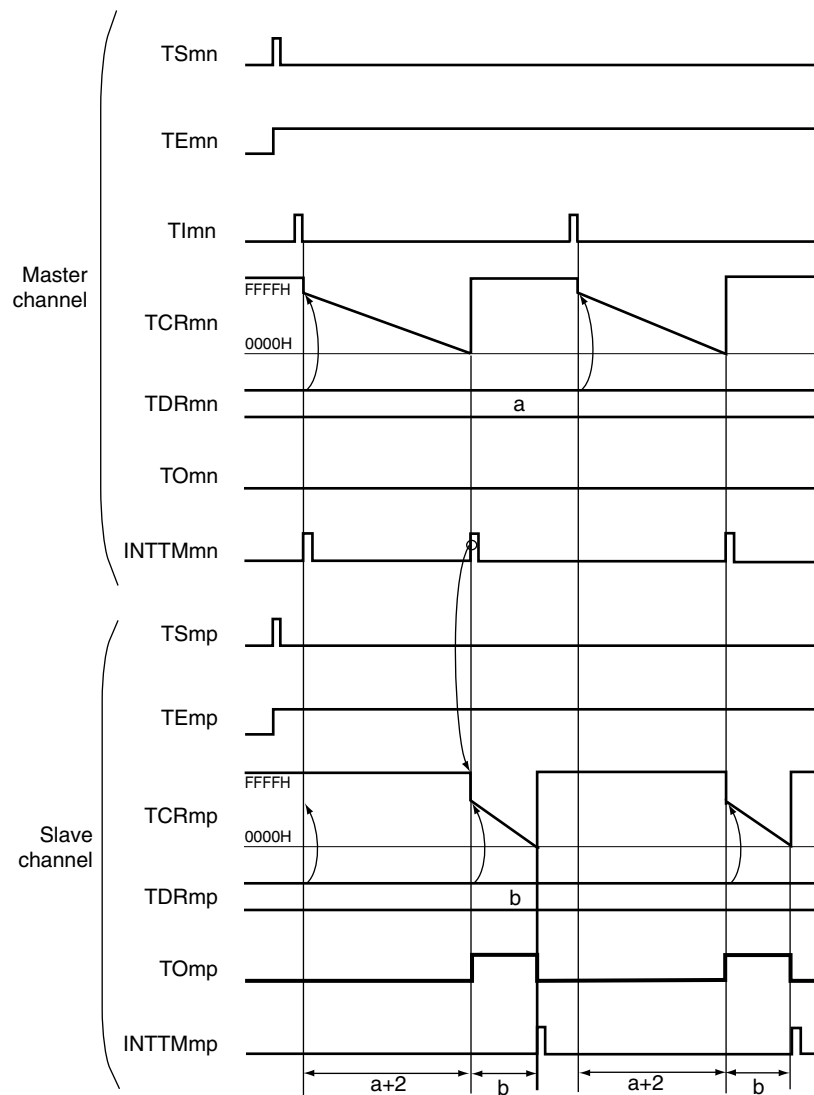 TSmn
TEmn
TImn
Master
channel
FFFFH
TCRmn
0000H
TDRmn
a
TOmn
INTTMmn
TSmp
TEmp
FFFFH
TCRmp
Slave
channel
0000H
TDRmp
b
TOmp
INTTMmp
a+2 b a+2 b